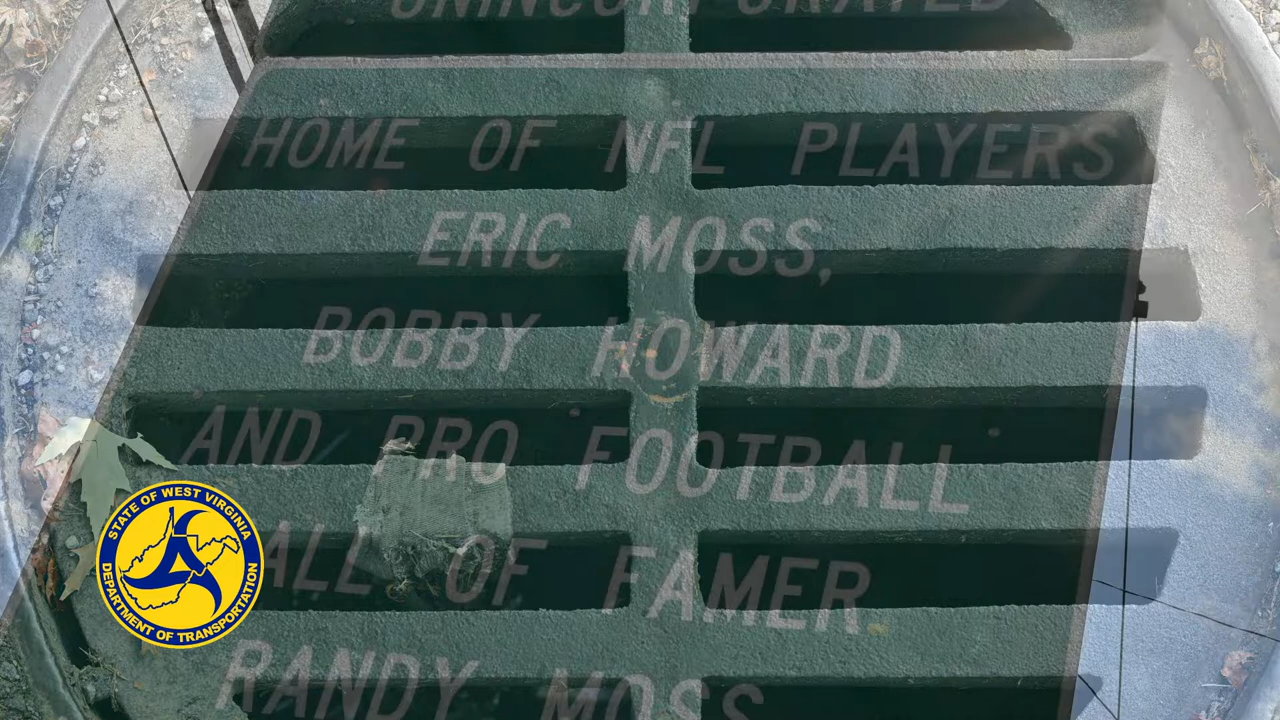 UNINCORPORATED
HOME OF NFL PLAYERS
ERIC MOSS,
BOBBY HOWARD
AND PRO FOOTBALL
HALL OF FAMER
RANDY MOSS
STATE OF WEST VIRGINIA
DEPARTMENT OF TRANSPORTATION